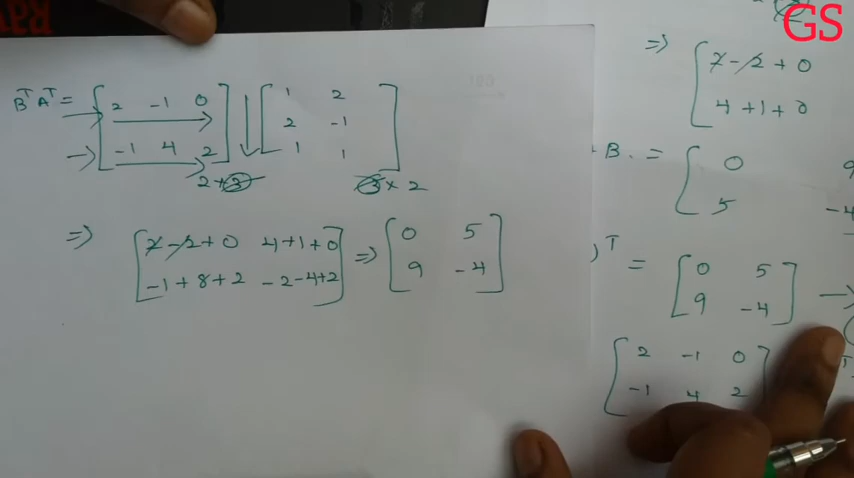 GS
B^T A^T = [ 2 -1 0 ] [ 1 2 ]
2 -1
[ -1 4 2 ] 1 1
2 × 3 3 × 2
=> [ 2 - 2 + 0 4 + 1 + 0 ] => [ 0 5 ]
[ -1 + 8 + 2 -2 - 4 + 2 ] [ 9 -4 ]
=> [ 2 - 2 + 0
4 + 1 + 0
B. = [ 0 9
5 -4
)^T = [ 0 5 ]
[ 9 -4 ]
[ 2 -1 0 ]
[ -1 4 2 ]